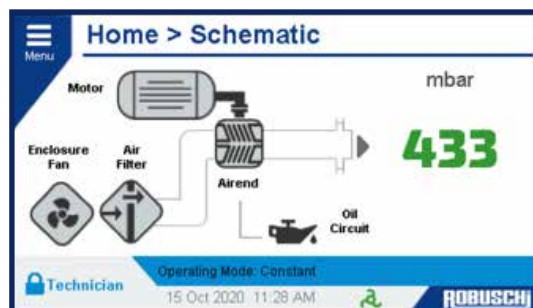 Home > Schematic
Menu
mbar
Motor
433
Enclosure
Fan
Air
Filter
Airend
Oil
Circuit
Operating Mode: Constant
Technician
15 Oct 2020 11:28 AM
ROBUSCHI